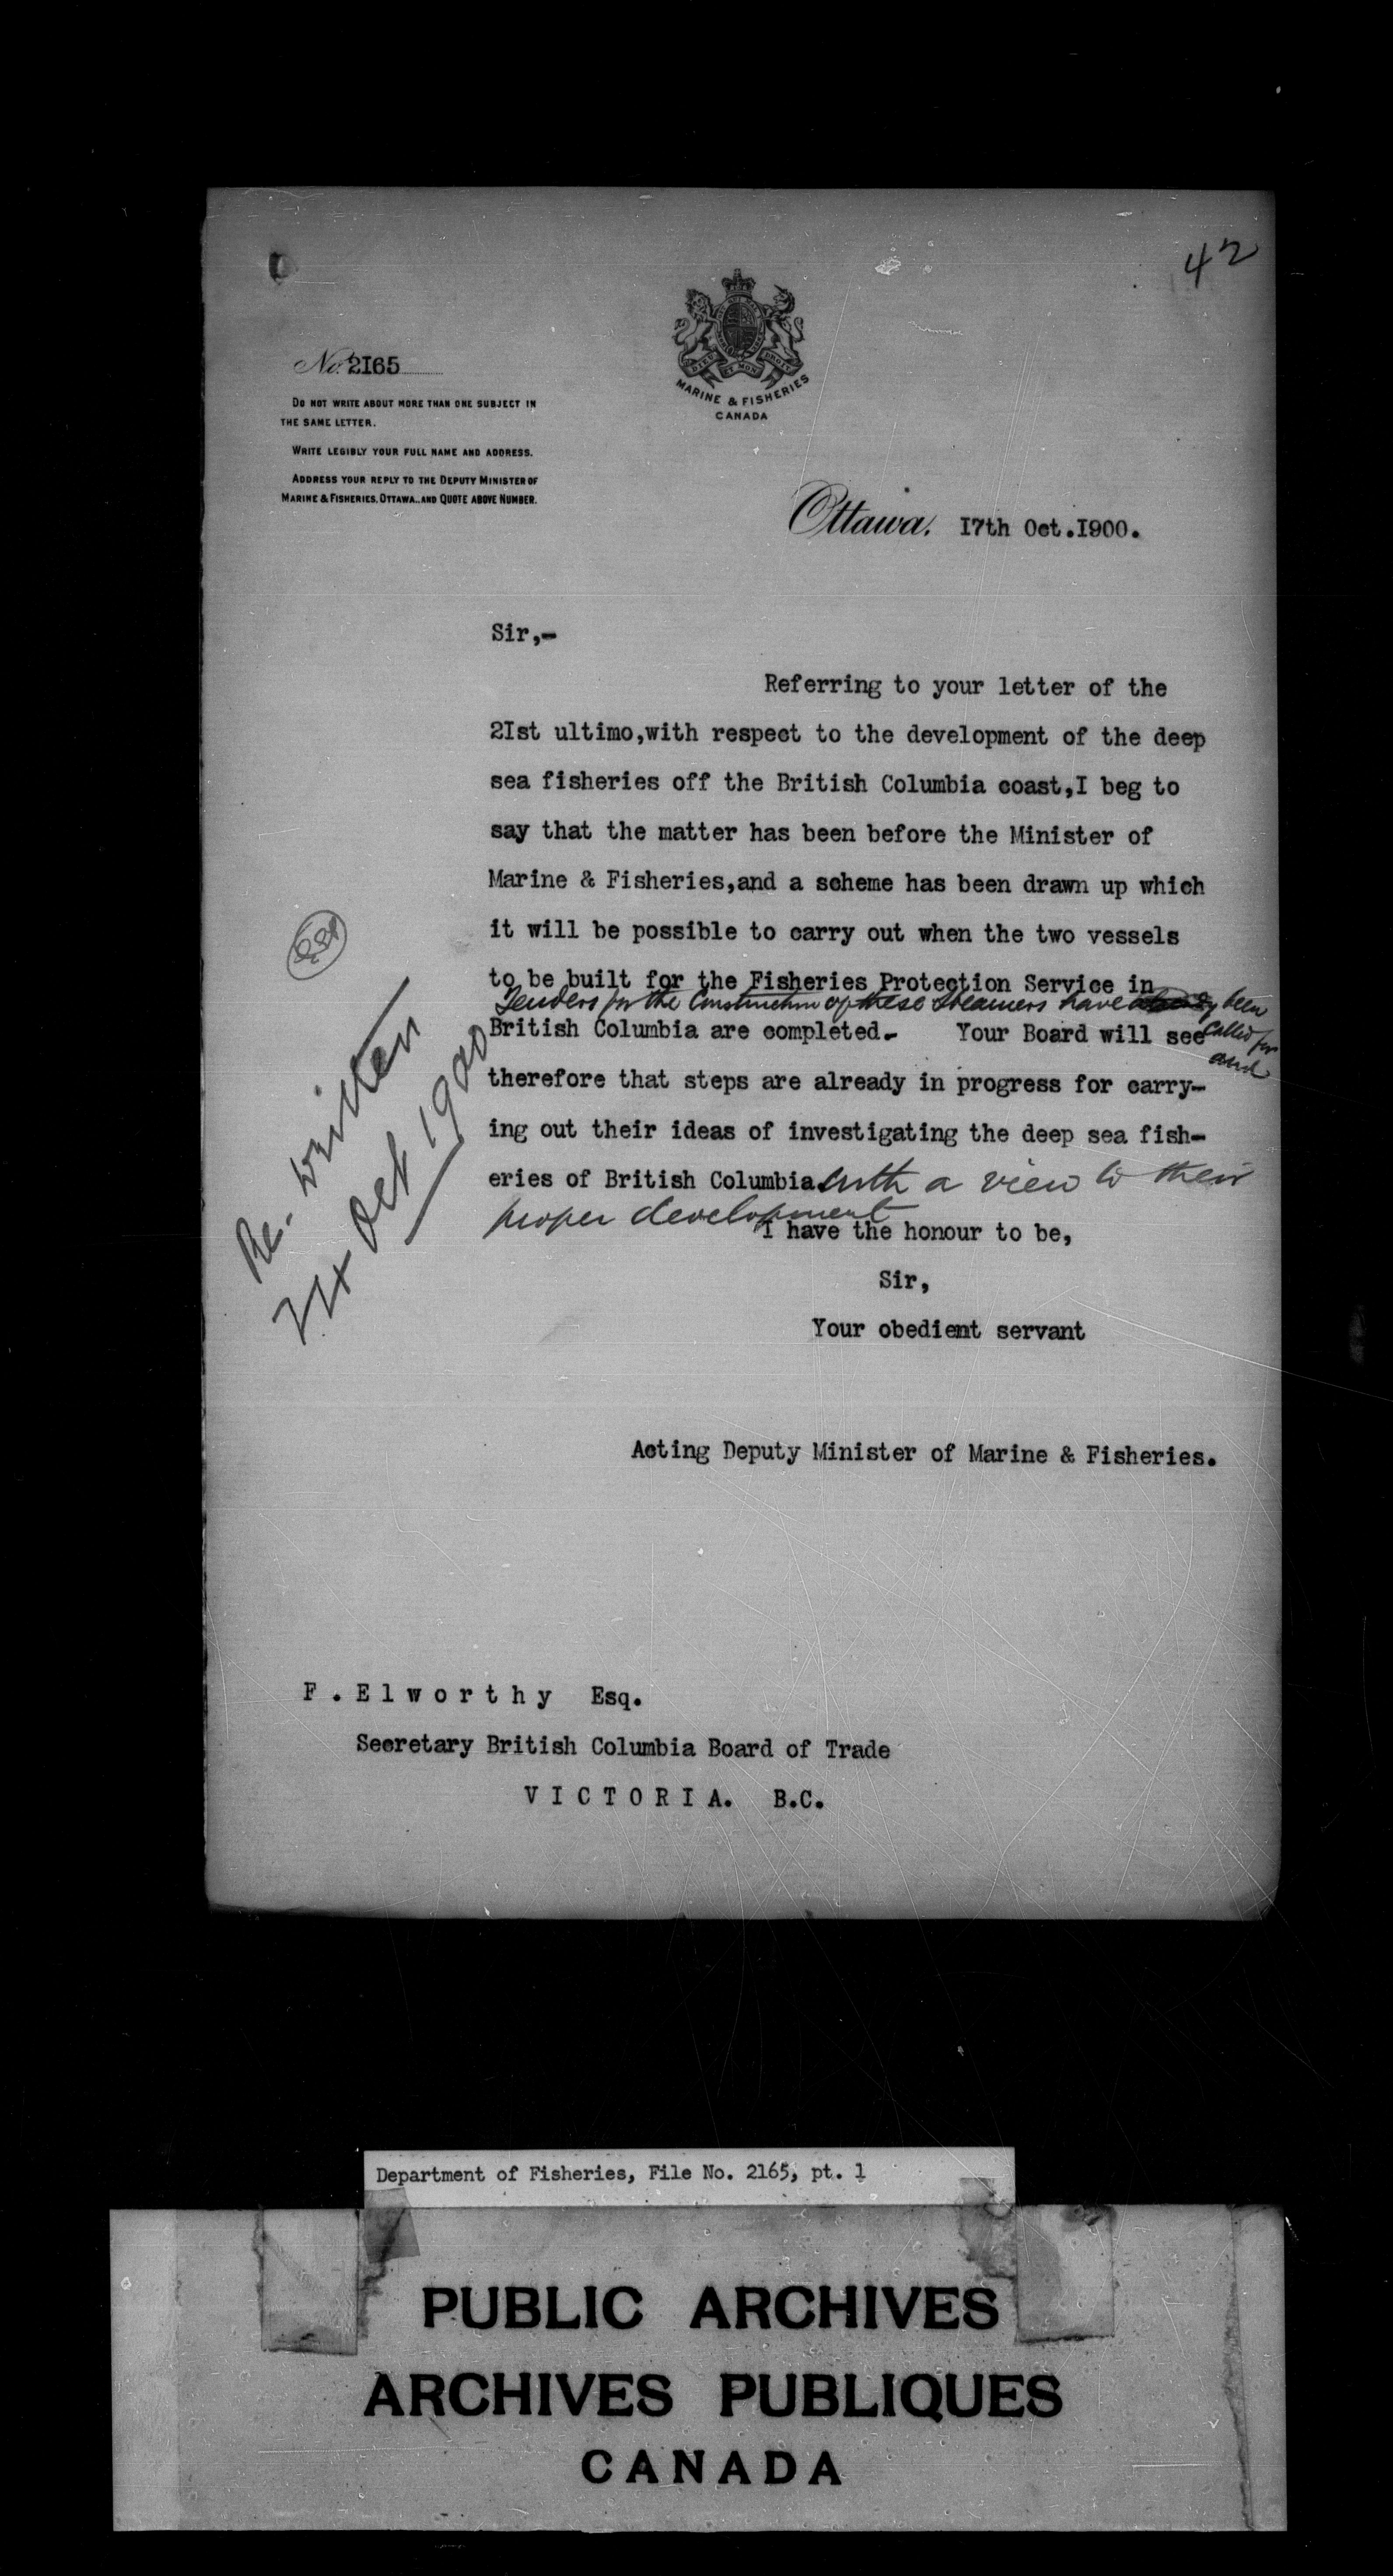 42
No. 2I65
DO NOT WRITE ABOUT MORE THAN ONE SUBJECT IN
THE SAME LETTER.
WRITE LEGIBLY YOUR FULL NAME AND ADDRESS.
ADDRESS YOUR REPLY TO THE DEPUTY MINISTER OF
MARINE & FISHERIES, OTTAWA., AND QUOTE ABOVE NUMBER.
DIEU ET MON DROIT
MARINE & FISHERIES
CANADA
Ottawa, I7th Oct.I900.
Sir,-
Referring to your letter of the
2Ist ultimo,with respect to the development of the deep
sea fisheries off the British Columbia coast,I beg to
say that the matter has been before the Minister of
Marine & Fisheries,and a scheme has been drawn up which
it will be possible to carry out when the two vessels
to be built for the Fisheries Protection Service in
Tenders for the Construction of these Steamers have already been
British Columbia are completed.- Your Board will see
called for
and
therefore that steps are already in progress for carry-
ing out their ideas of investigating the deep sea fish-
eries of British Columbia with a view to their
proper development
I have the honour to be,
Sir,
Your obedient servant
Re-written
Oct 1900
Acting Deputy Minister of Marine & Fisheries.
F. Elworthy Esq.
Secretary British Columbia Board of Trade
VICTORIA. B.C.
Department of Fisheries, File No. 2165, pt. 1
PUBLIC ARCHIVES
ARCHIVES PUBLIQUES
CANADA